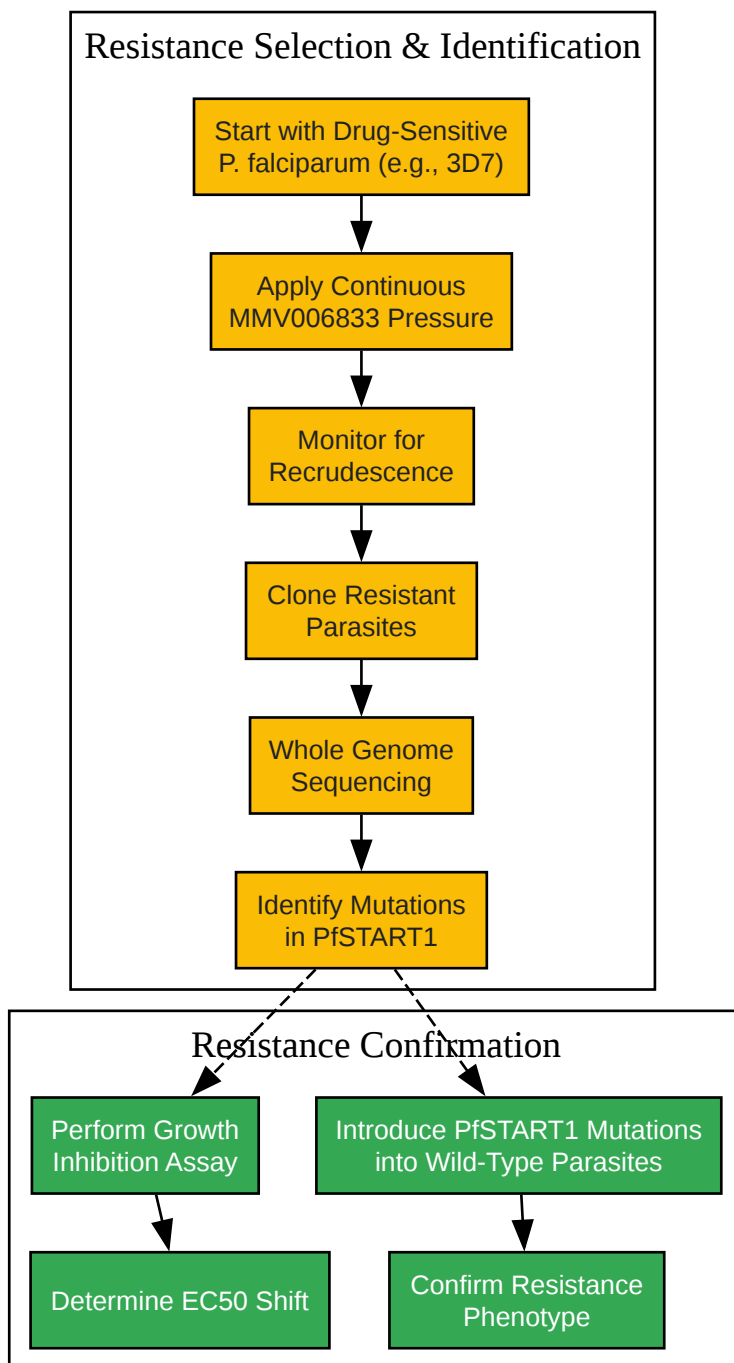 Resistance Selection & Identification
Start with Drug-Sensitive
P. falciparum (e.g., 3D7)
Apply Continuous
MMV006833 Pressure
Monitor for
Recrudescence
Clone Resistant
Parasites
Whole Genome
Sequencing
Identify Mutations
in PfSTART1
Resistance Confirmation
Perform Growth
Inhibition Assay
Introduce PfSTART1 Mutations
into Wild-Type Parasites
Determine EC50 Shift
Confirm Resistance
Phenotype